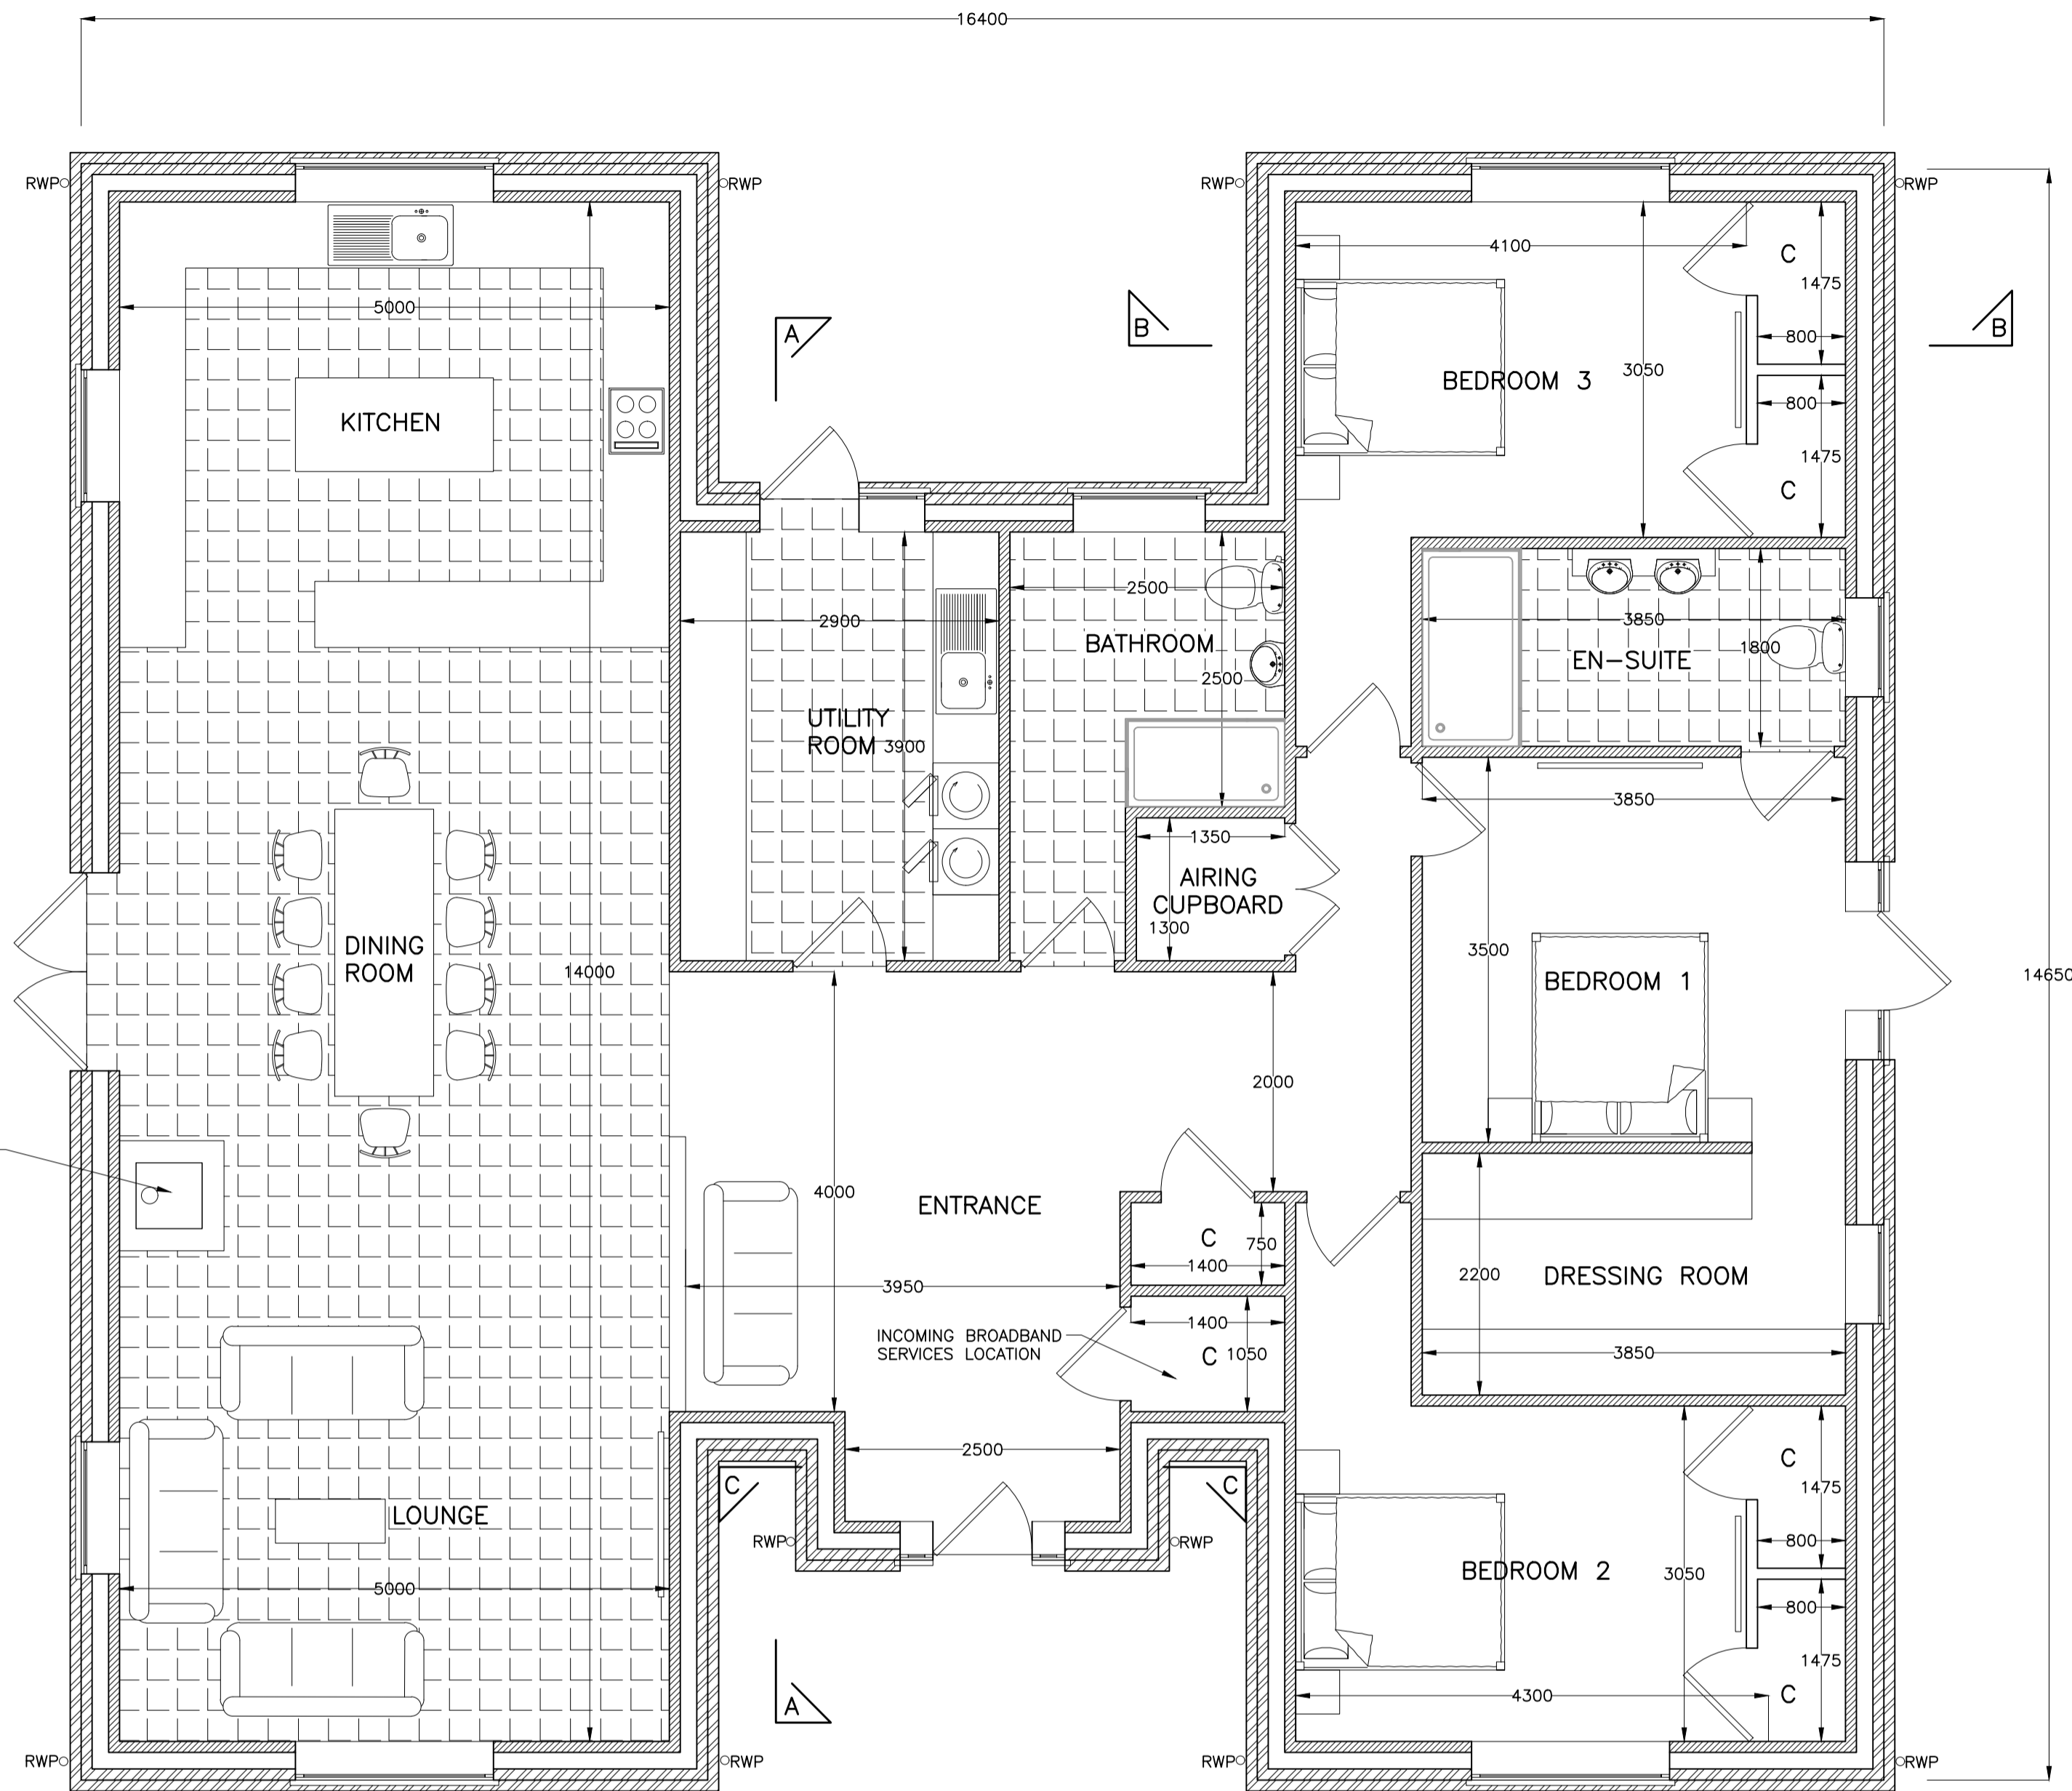 16400
RWP
RWP
RWP
RWP
4100
C
1475
5000
A
B
B
800
3050
BEDROOM 3
800
KITCHEN
1475
C
2500
2900
3850
BATHROOM
1800
EN-SUITE
2500
UTILITY
ROOM
3900
3850
1350
AIRING
CUPBOARD
1300
DINING
ROOM
3500
14000
BEDROOM 1
14650
2000
4000
ENTRANCE
C
750
1400
2200
DRESSING ROOM
3950
1400
INCOMING BROADBAND
SERVICES LOCATION
C
1050
3850
2500
C
1475
C
C
LOUNGE
RWP
RWP
800
5000
BEDROOM 2
3050
800
1475
4300
C
A
RWP
RWP
RWP
RWP